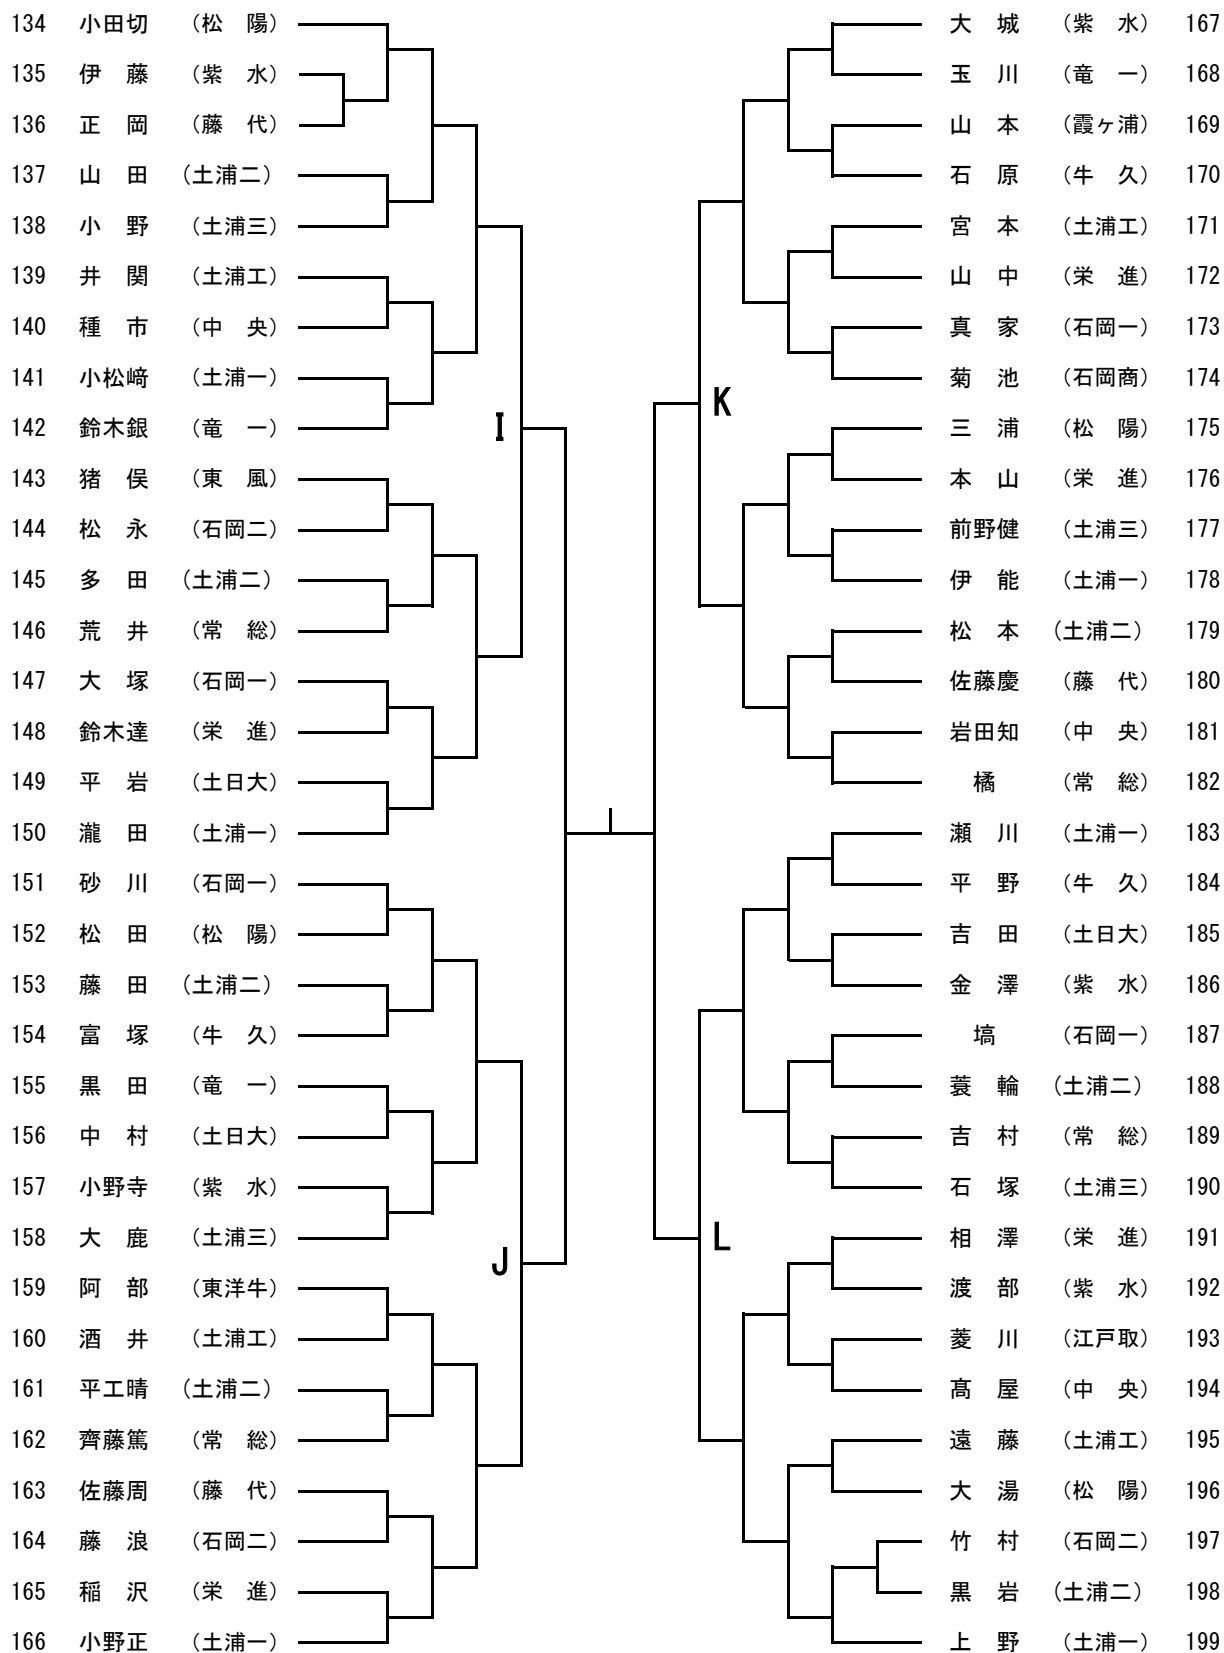 134 小田切 （松　陽）
135 伊　藤 （紫　水）
136 正　岡 （藤　代）
137 山　田 （土浦二）
138 小　野 （土浦三）
139 井　関 （土浦工）
140 種　市 （中　央）
141 小松﨑 （土浦一）
142 鈴木銀 （竜　一）
I
143 猪　俣 （東　風）
144 松　永 （石岡二）
145 多　田 （土浦二）
146 荒　井 （常　総）
147 大　塚 （石岡一）
148 鈴木達 （栄　進）
149 平　岩 （土日大）
150 瀧　田 （土浦一）
151 砂　川 （石岡一）
152 松　田 （松　陽）
153 藤　田 （土浦二）
154 富　塚 （牛　久）
155 黒　田 （竜　一）
156 中　村 （土日大）
157 小野寺 （紫　水）
158 大　鹿 （土浦三）
J
159 阿　部 （東洋牛）
160 酒　井 （土浦工）
161 平工晴 （土浦二）
162 齊藤篤 （常　総）
163 佐藤周 （藤　代）
164 藤　浪 （石岡二）
165 稲　沢 （栄　進）
166 小野正 （土浦一）
大　城 （紫　水） 167
玉　川 （竜　一） 168
山　本 （霞ヶ浦） 169
石　原 （牛　久） 170
宮　本 （土浦工） 171
山　中 （栄　進） 172
真　家 （石岡一） 173
菊　池 （石岡商） 174
K
三　浦 （松　陽） 175
本　山 （栄　進） 176
前野健 （土浦三） 177
伊　能 （土浦一） 178
松　本 （土浦二） 179
佐藤慶 （藤　代） 180
岩田知 （中　央） 181
橘 （常　総） 182
瀬　川 （土浦一） 183
平　野 （牛　久） 184
吉　田 （土日大） 185
金　澤 （紫　水） 186
塙 （石岡一） 187
蓑　輪 （土浦二） 188
吉　村 （常　総） 189
石　塚 （土浦三） 190
L
相　澤 （栄　進） 191
渡　部 （紫　水） 192
菱　川 （江戸取） 193
髙　屋 （中　央） 194
遠　藤 （土浦工） 195
大　湯 （松　陽） 196
竹　村 （石岡二） 197
黒　岩 （土浦二） 198
上　野 （土浦一） 199